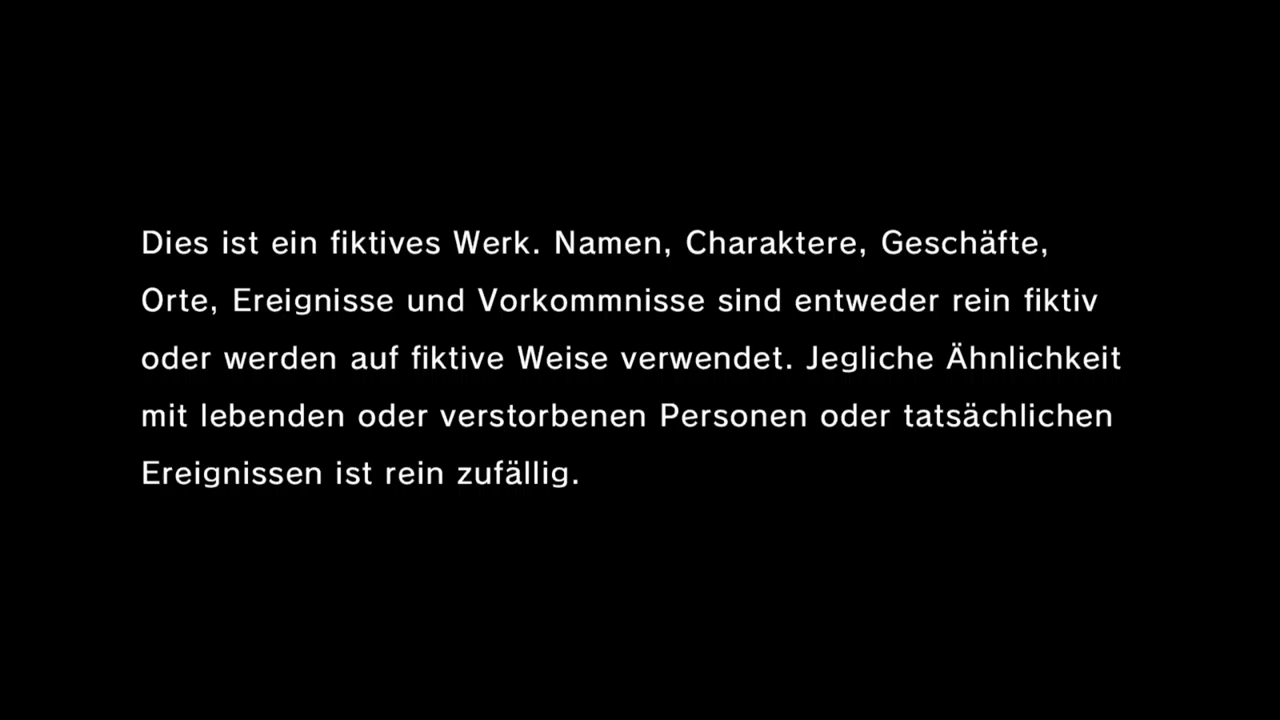 Dies ist ein fiktives Werk. Namen, Charaktere, Geschäfte,
Orte, Ereignisse und Vorkommnisse sind entweder rein fiktiv
oder werden auf fiktive Weise verwendet. Jegliche Ähnlichkeit
mit lebenden oder verstorbenen Personen oder tatsächlichen
Ereignissen ist rein zufällig.